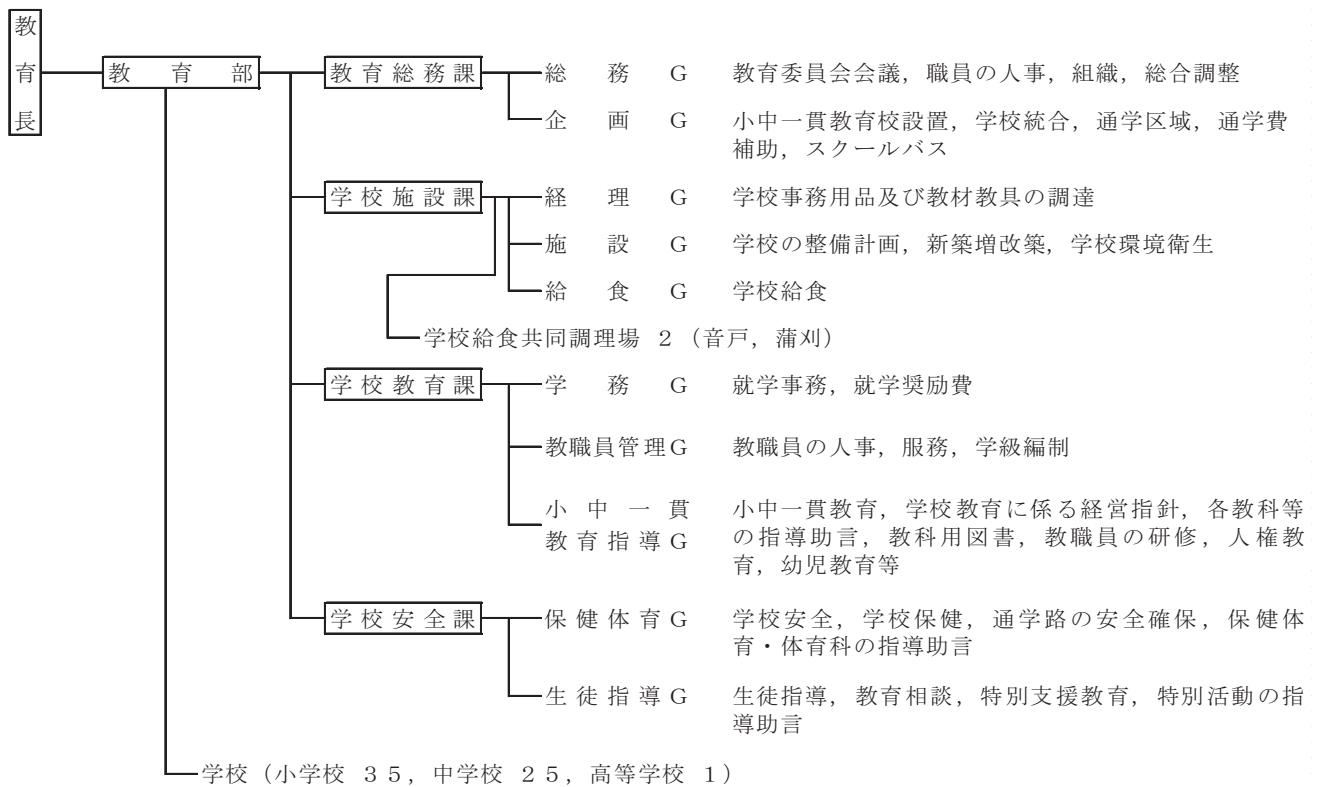 教育長
教育部
教育総務課
総務G 教育委員会会議，職員の人事，組織，総合調整
企画G 小中一貫教育校設置，学校統合，通学区域，通学費
補助，スクールバス
学校施設課
経理G 学校事務用品及び教材教具の調達
施設G 学校の整備計画，新築増改築，学校環境衛生
給食G 学校給食
学校給食共同調理場 ２（音戸，蒲刈）
学校教育課
学務G 就学事務，就学奨励費
教職員管理G 教職員の人事，服務，学級編制
小中一貫 小中一貫教育，学校教育に係る経営指針，各教科等
教育指導G の指導助言，教科用図書，教職員の研修，人権教
育，幼児教育等
学校安全課
保健体育G 学校安全，学校保健，通学路の安全確保，保健体
育・体育科の指導助言
生徒指導G 生徒指導，教育相談，特別支援教育，特別活動の指
導助言
学校（小学校 ３５，中学校 ２５，高等学校 １）